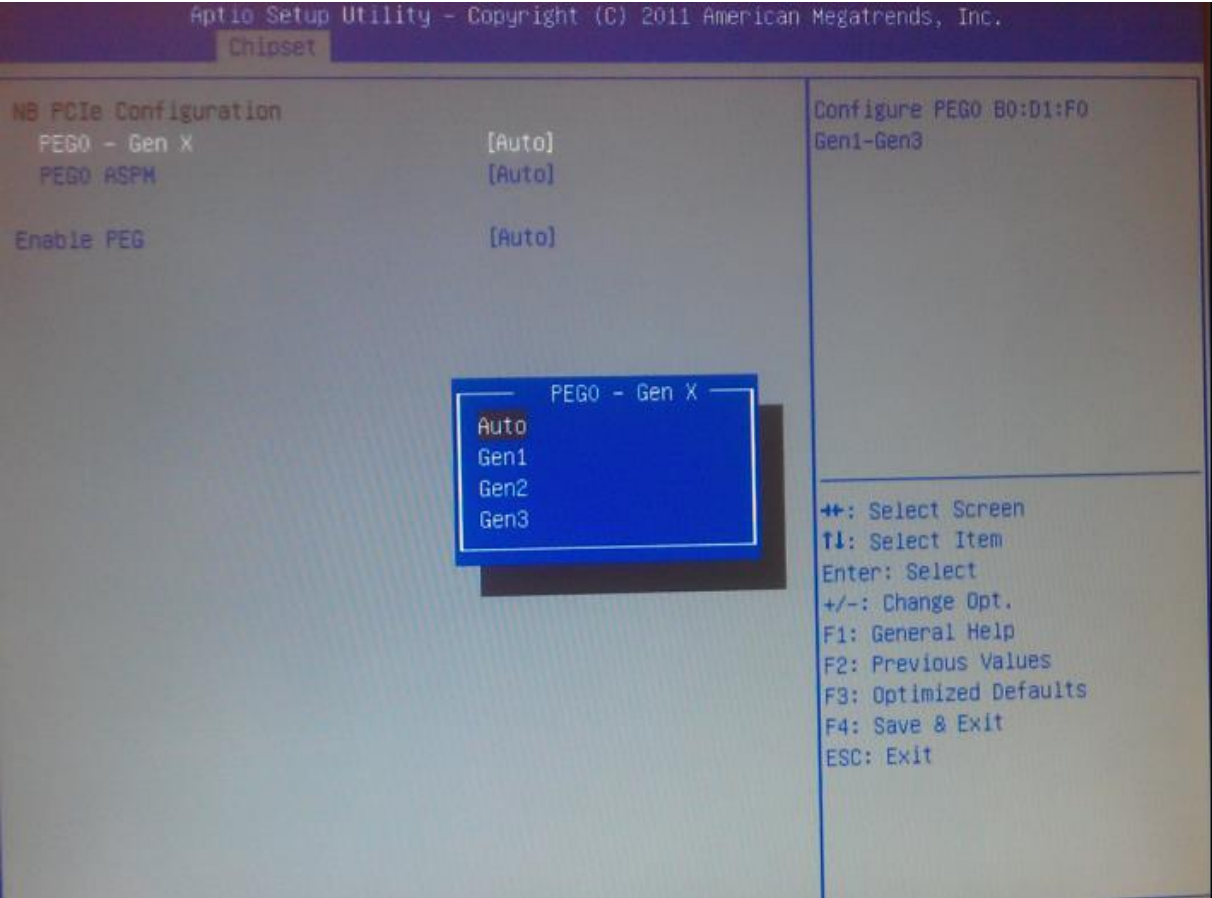 Aptio Setup Utility – Copyright (C) 2011 American Megatrends, Inc.
Chipset
NB PCIe Configuration
PEG0 – Gen X [Auto]
PEG0 ASPM [Auto]
Enable PEG [Auto]
Configure PEG0 B0:D1:F0
Gen1-Gen3
PEG0 – Gen X
Auto
Gen1
Gen2
Gen3
→←: Select Screen
↑↓: Select Item
Enter: Select
+/-: Change Opt.
F1: General Help
F2: Previous Values
F3: Optimized Defaults
F4: Save & Exit
ESC: Exit